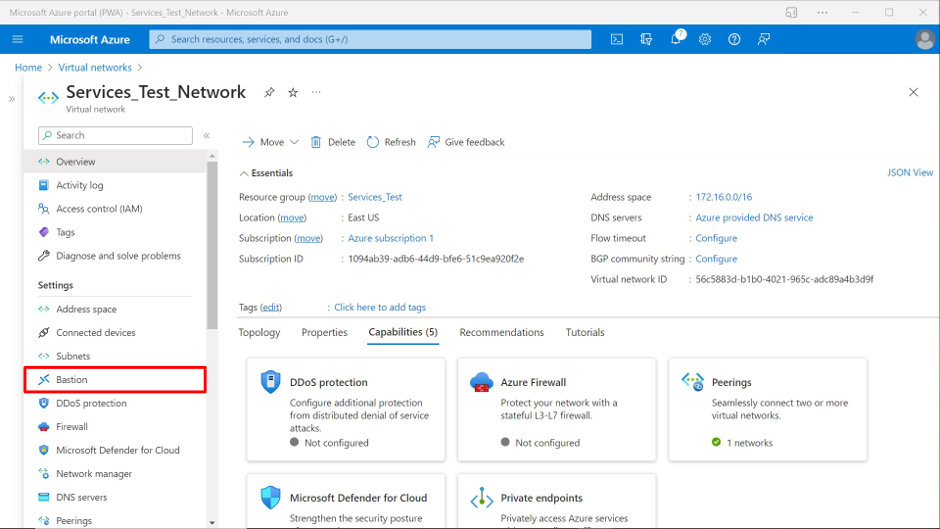 Microsoft Azure portal (PWA) - Services_Test_Network - Microsoft Azure
Microsoft Azure
Search resources, services, and docs (G+/)
7
Home > Virtual networks >
Services_Test_Network
Virtual network
Search
Overview
Activity log
Access control (IAM)
Tags
Diagnose and solve problems
Settings
Address space
Connected devices
Subnets
Bastion
DDoS protection
Firewall
Microsoft Defender for Cloud
Network manager
DNS servers
Peerings
Move
Delete
Refresh
Give feedback
Essentials
JSON View
Resource group (move) : Services_Test
Location (move) : East US
Subscription (move) : Azure subscription 1
Subscription ID : 1094ab39-adb6-44d9-bfe6-51c9ea920f2e
Address space : 172.16.0.0/16
DNS servers : Azure provided DNS service
Flow timeout : Configure
BGP community string : Configure
Virtual network ID : 56c5883d-b1b0-4021-965c-adc89a4b3d9f
Tags (edit) : Click here to add tags
Topology
Properties
Capabilities (5)
Recommendations
Tutorials
DDoS protection
Configure additional protection
from distributed denial of service
attacks.
Not configured
Azure Firewall
Protect your network with a
stateful L3-L7 firewall.
Not configured
Peerings
Seamlessly connect two or more
virtual networks.
1 networks
Microsoft Defender for Cloud
Strengthen the security posture
Private endpoints
Privately access Azure services